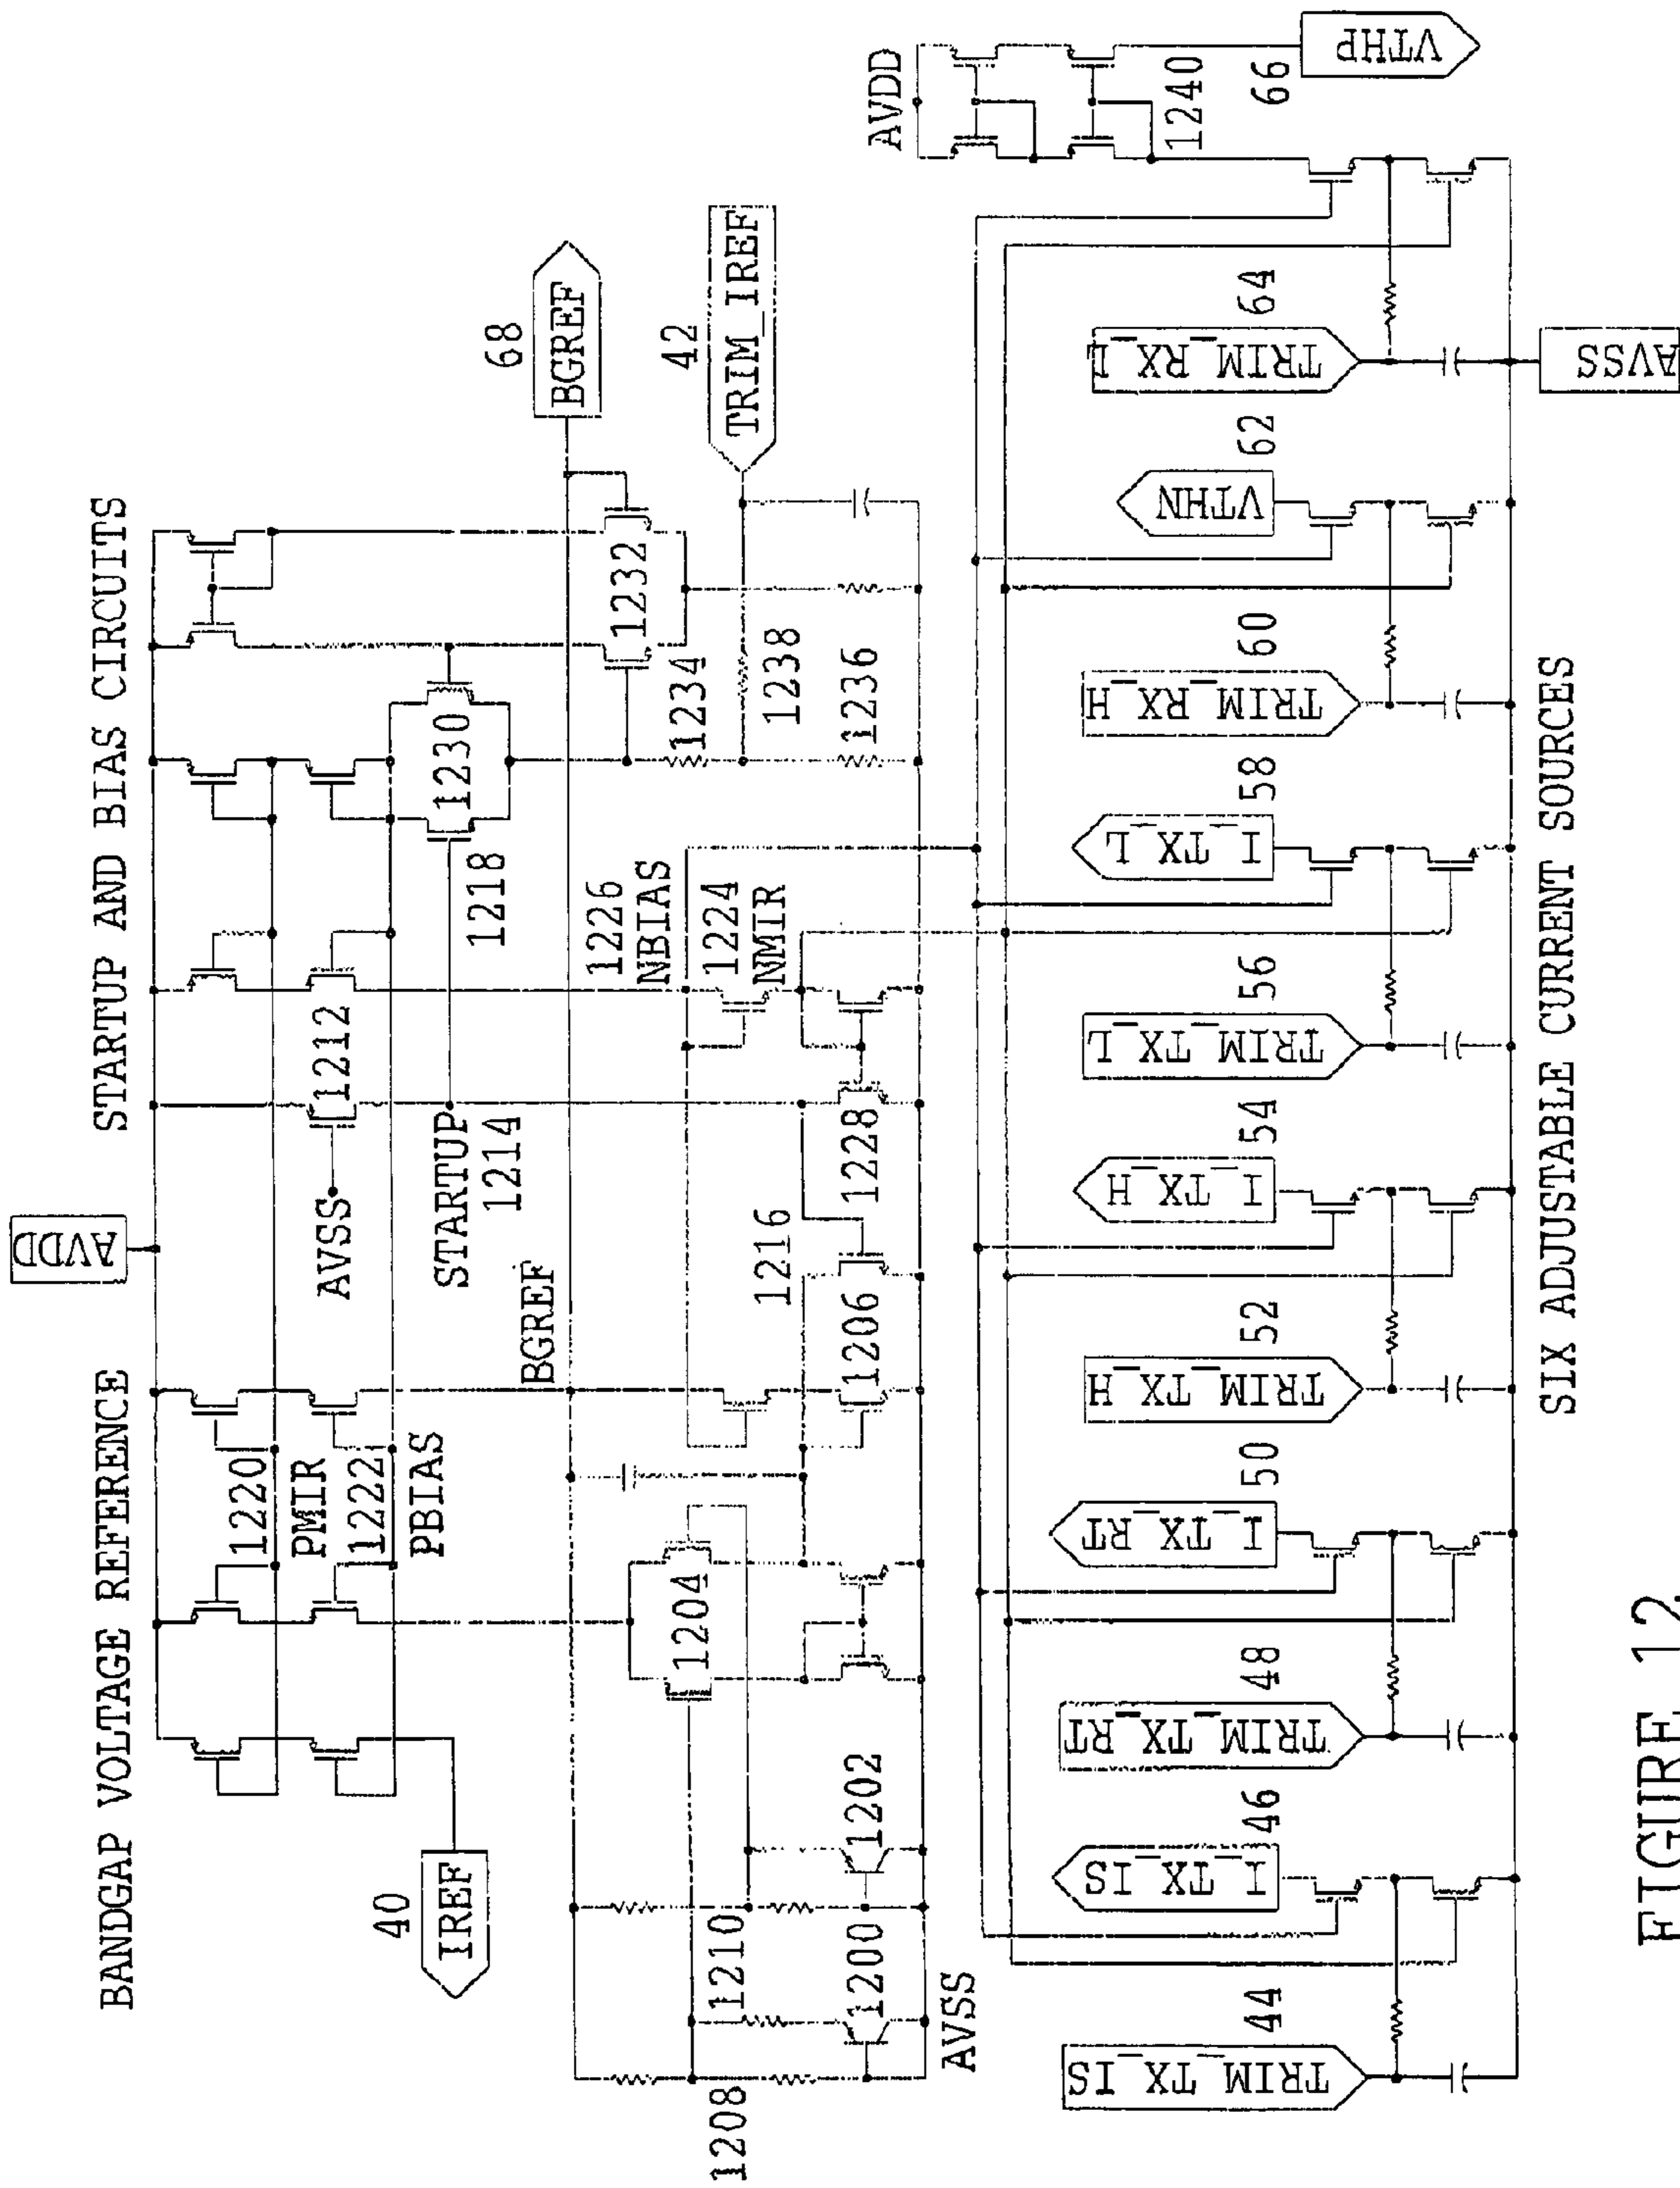 BANDGAP VOLTAGE REFERENCE
STARTUP AND BIAS CIRCUITS
AVDD
40
IREF
1220
PMIR
1222
PBIAS
AVSS
1212
STARTUP
1214
1218
1230
BGREF
68
BGREF
42
TRIM_IREF
1232
1234
1238
1236
1226
NBIAS
1224
NMIR
1228
1216
1206
1204
1202
1210
1200
1208
AVSS
AVDD
1240
66
VTHP
TRIM_TX_IS
44
I_TX_IS
46
TRIM_TX_RT
48
I_TX_RT
50
TRIM_TX_H
52
I_TX_H
54
TRIM_TX_L
56
I_TX_L
58
TRIM_RX_H
60
VTHN
62
TRIM_RX_L
64
AVSS
SIX ADJUSTABLE CURRENT SOURCES
FIGURE 12